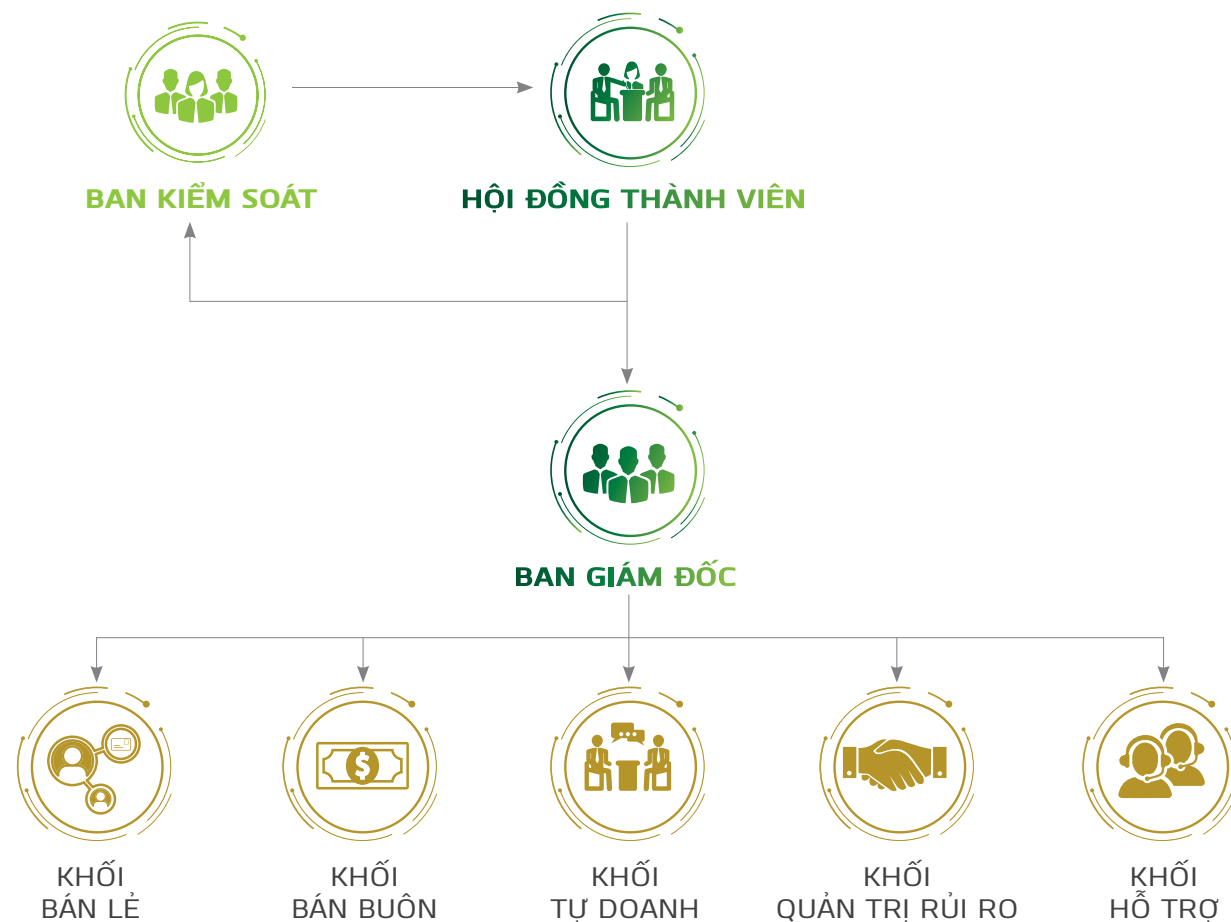 BAN KIỂM SOÁT
HỘI ĐỒNG THÀNH VIÊN
BAN GIÁM ĐỐC
KHỐI
BÁN LẺ
KHỐI
BÁN BUÔN
KHỐI
TỰ DOANH
KHỐI
QUẢN TRỊ RỦI RO
KHỐI
HỖ TRỢ